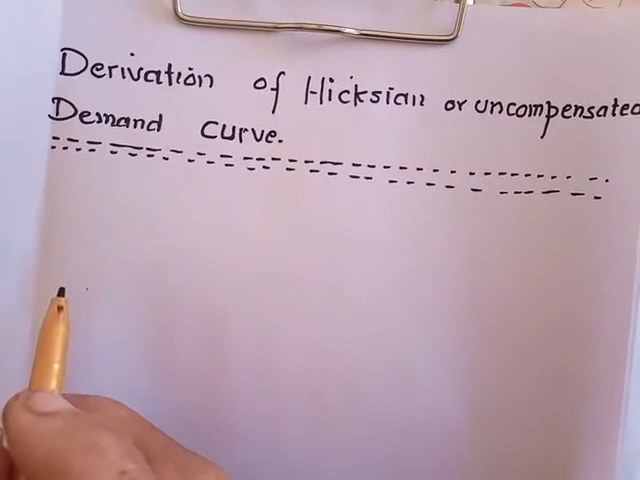 Derivation of Hicksian or uncompensated
Demand curve.